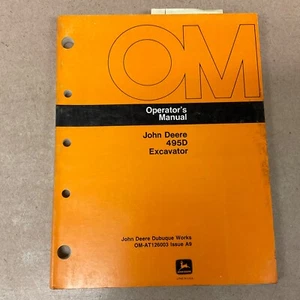 OM
Operator's
Manual
John Deere
495D
Excavator
John Deere Dubuque Works
OM-AT126003 Issue A9